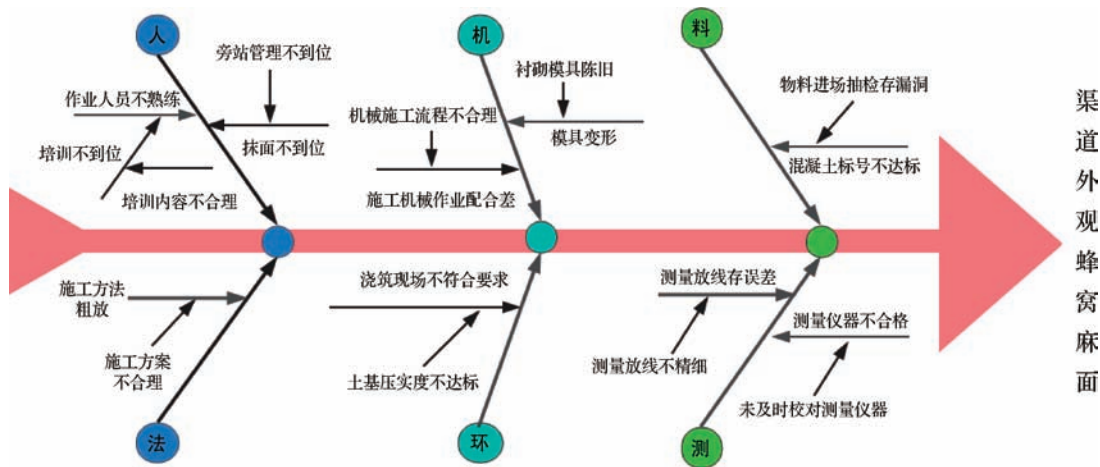 人
机
料
旁站管理不到位
作业人员不熟练
抹面不到位
培训不到位
培训内容不合理
衬砌模具陈旧
机械施工流程不合理
模具变形
施工机械作业配合差
物料进场抽检存漏洞
混凝土标号不达标
施工方法
粗放
施工方案
不合理
浇筑现场不符合要求
土基压实度不达标
测量放线存误差
测量仪器不合格
测量放线不精细
未及时校对测量仪器
法
环
测
渠
道
外
观
蜂
窝
麻
面